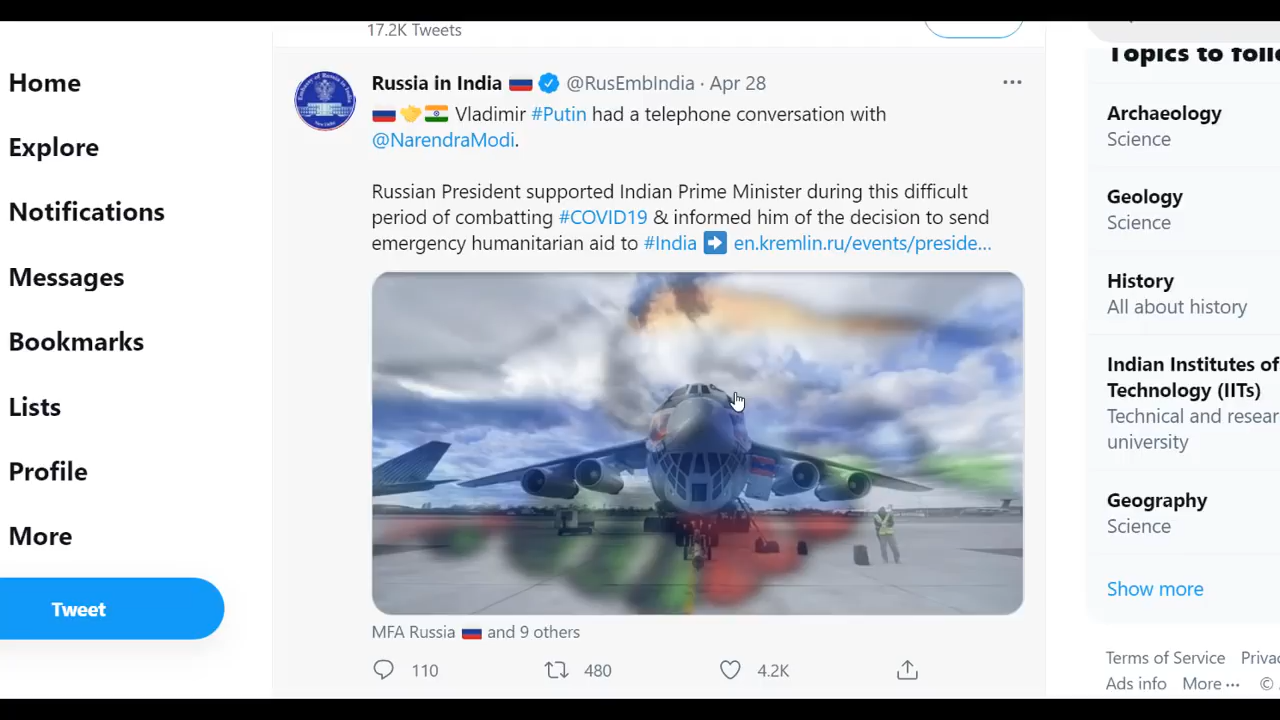 17.2K Tweets
Home
Explore
Notifications
Messages
Bookmarks
Lists
Profile
More
Tweet
Russia in India 🇷🇺 @RusEmbIndia · Apr 28
🇷🇺🤝🇮🇳 Vladimir #Putin had a telephone conversation with
@NarendraModi.
Russian President supported Indian Prime Minister during this difficult
period of combatting #COVID19 & informed him of the decision to send
emergency humanitarian aid to #India ➡️ en.kremlin.ru/events/preside...
MFA Russia 🇷🇺 and 9 others
110 480 4.2K
Topics to foll
Archaeology
Science
Geology
Science
History
All about history
Indian Institutes of
Technology (IITs)
Technical and resear
university
Geography
Science
Show more
Terms of Service Priva
Ads info More ··· ©